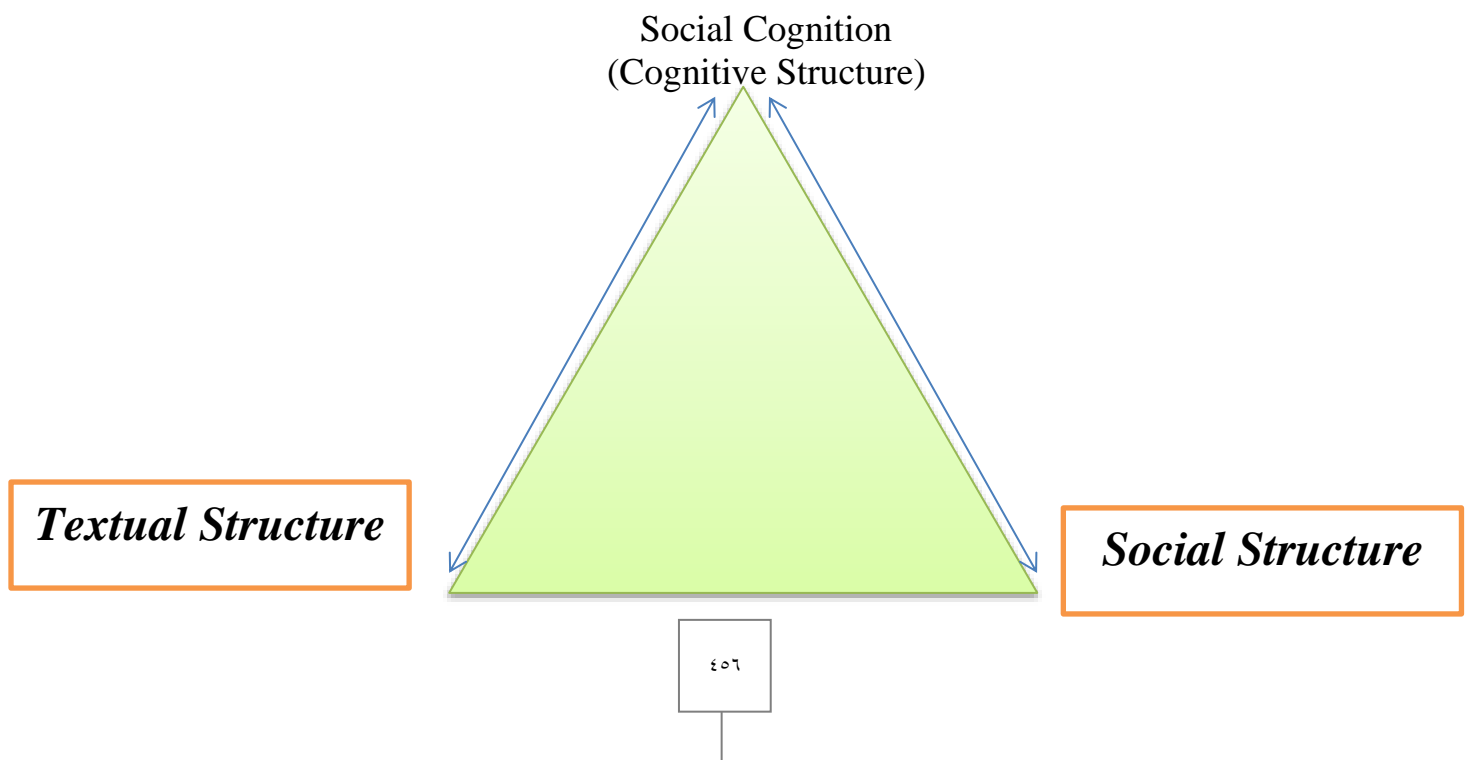 Social Cognition
(Cognitive Structure)
Textual Structure
Social Structure
٤٥٦